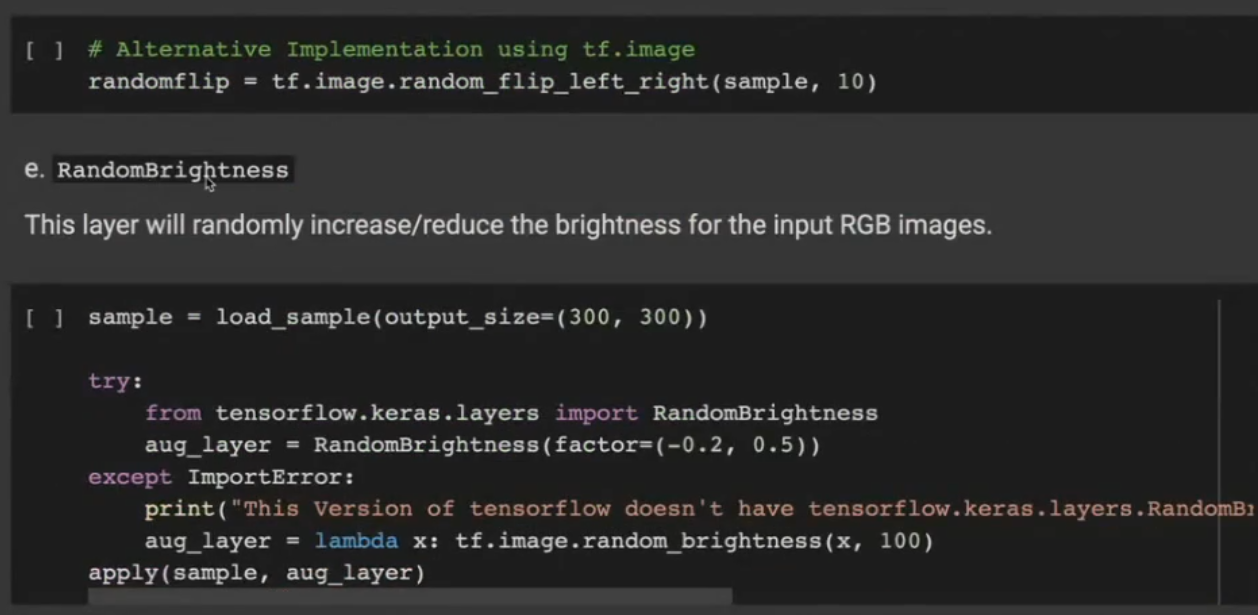 [ ] # Alternative Implementation using tf.image
randomflip = tf.image.random_flip_left_right(sample, 10)
e. RandomBrightness
This layer will randomly increase/reduce the brightness for the input RGB images.
[ ] sample = load_sample(output_size=(300, 300))
try:
from tensorflow.keras.layers import RandomBrightness
aug_layer = RandomBrightness(factor=(-0.2, 0.5))
except ImportError:
print("This Version of tensorflow doesn't have tensorflow.keras.layers.RandomBr
aug_layer = lambda x: tf.image.random_brightness(x, 100)
apply(sample, aug_layer)